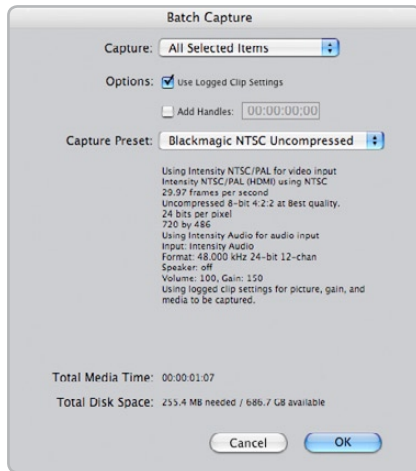 Batch Capture
Capture: All Selected Items
Options: Use Logged Clip Settings
Add Handles: 00:00:00;00
Capture Preset: Blackmagic NTSC Uncompressed
Using Intensity NTSC/PAL for video input
Intensity NTSC/PAL (HDMI) using NTSC
29.97 frames per second
Uncompressed 8-bit 4:2:2 at Best quality.
24 bits per pixel
720 by 486
Using Intensity Audio for audio input
Input: Intensity Audio
Format: 48.000 kHz 24-bit 12-chan
Speaker: off
Volume: 100, Gain: 150
Using logged clip settings for picture, gain, and
media to be captured.
Total Media Time: 00:00:01:07
Total Disk Space: 255.4 MB needed / 686.7 GB available
Cancel OK